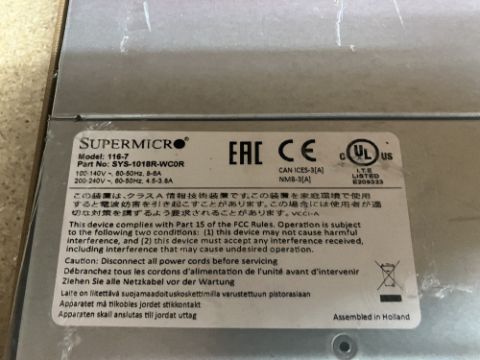 SUPERMICRO
Model: 116-7
Part No: SYS-1018R-WC0R
100-140V ~, 60-50Hz, 8-6A
200-240V ~, 60-50Hz, 4.5-3.8A
EAC CE
CAN ICES-3[A]
NMB-3[A]
C UL US
I.T.E
LISTED
E209333
この装置は、クラスA情報技術装置です。この装置を家庭環境で使用
すると電波妨害を引き起こすことがあります。この場合には使用者が適
切な対策を講ずるよう要求されることがあります。 VCCI-A
This device complies with Part 15 of the FCC Rules. Operation is subject
to the following two conditions: (1) this device may not cause harmful
interference, and (2) this device must accept any interference received,
including interference that may cause undesired operation.
Caution: Disconnect all power cords before servicing
Débranchez tous les cordons d'alimentation de l'unité avant d'intervenir
Ziehen Sie alle Netzkabel vor der Wartung
Laite on liitettävä suojamaadoituskoskettimilla varustettuun pistorasiaan
Apparatet må tilkobles jordet stikkontakt
Apparaten skall anslutas till jordat uttag
Assembled in Holland